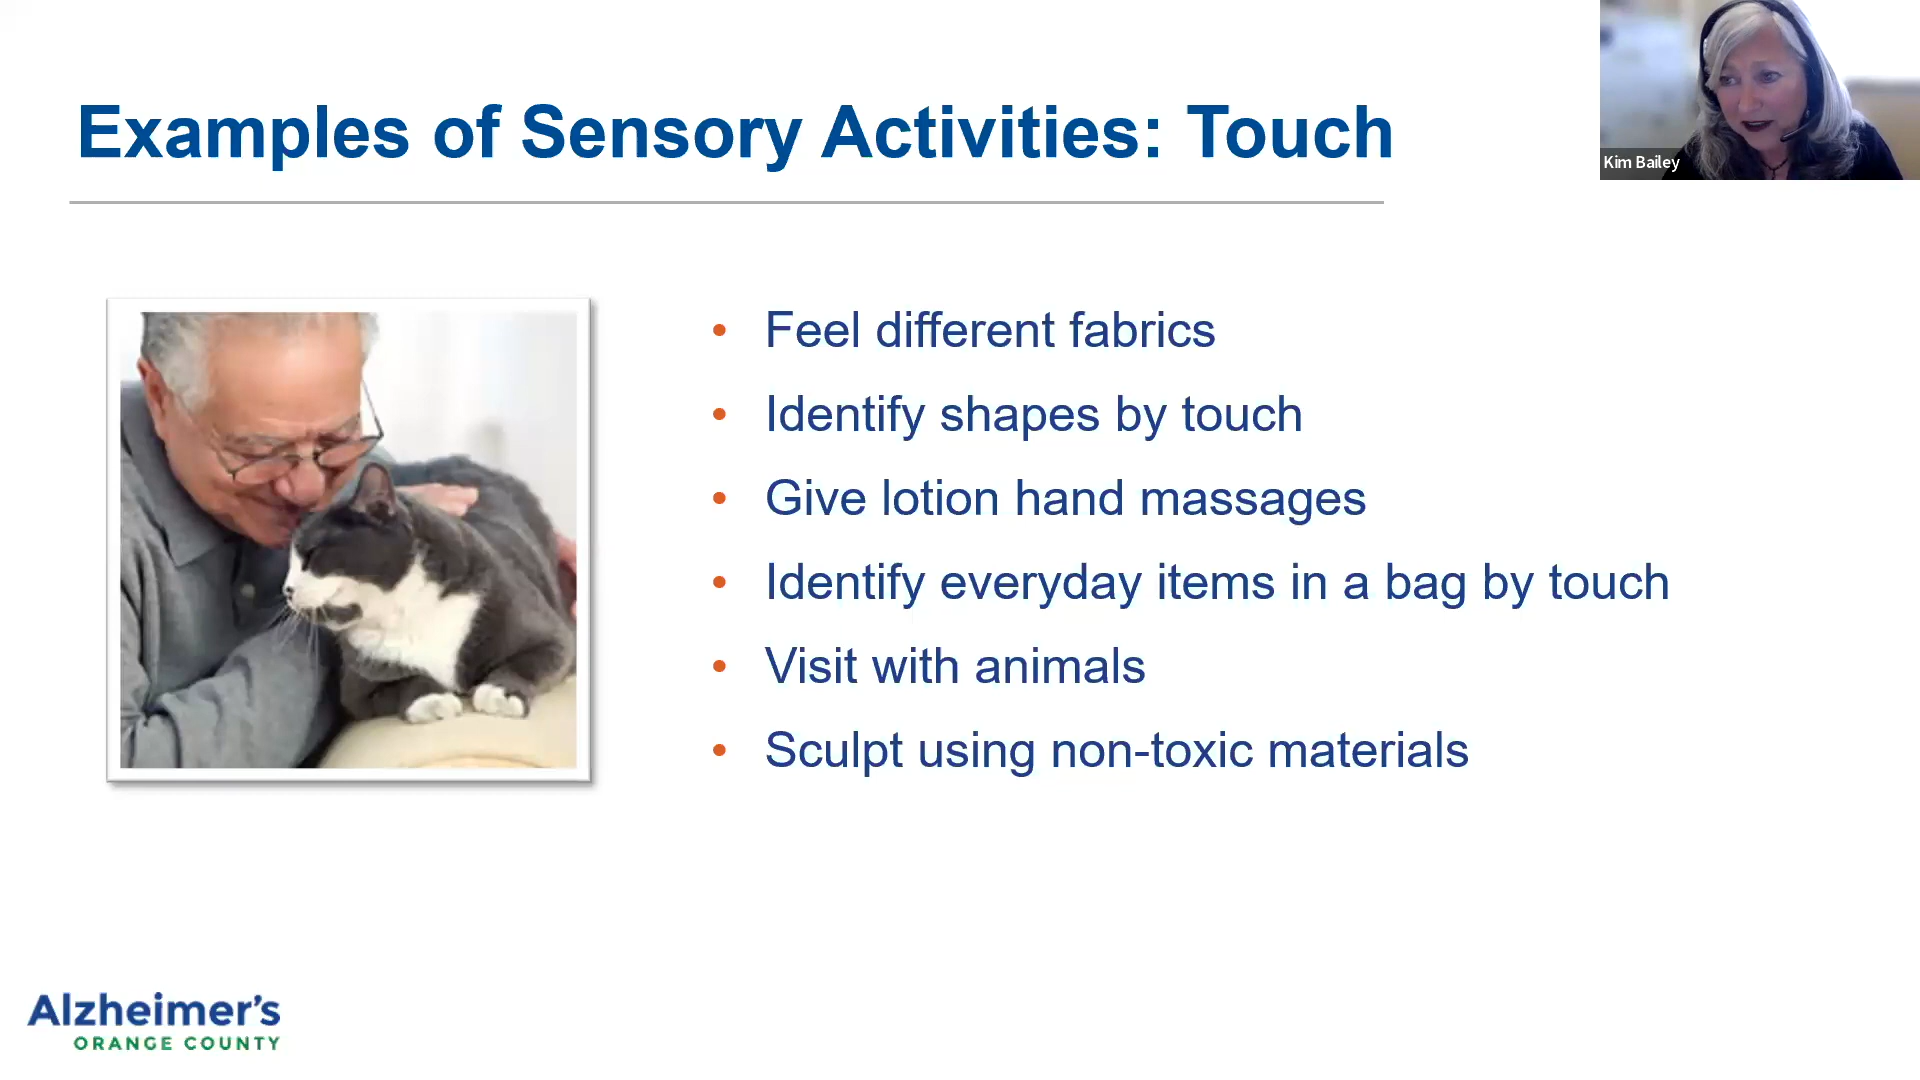 Examples of Sensory Activities: Touch
Kim Bailey
• Feel different fabrics
• Identify shapes by touch
• Give lotion hand massages
• Identify everyday items in a bag by touch
• Visit with animals
• Sculpt using non-toxic materials
Alzheimer's
ORANGE COUNTY